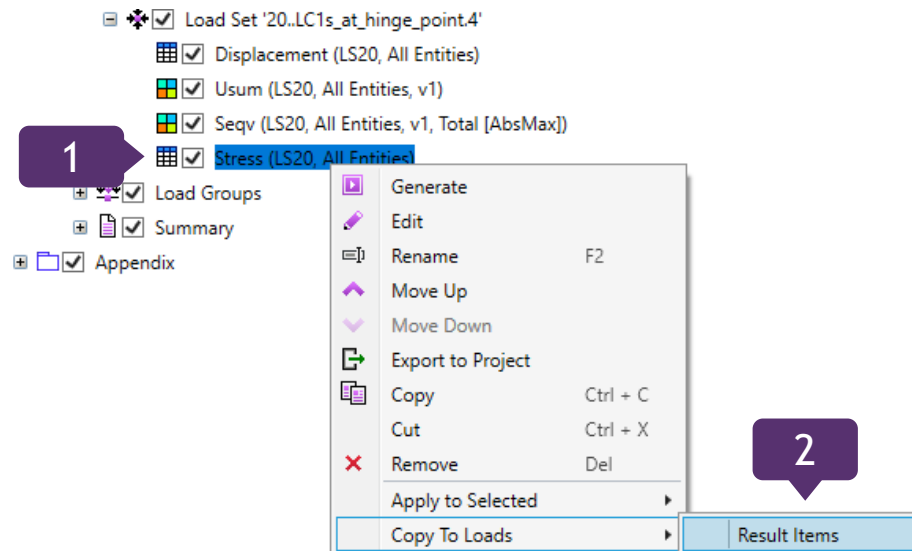 Load Set '20..LC1s_at_hinge_point.4'
Displacement (LS20, All Entities)
Usum (LS20, All Entities, v1)
Seqv (LS20, All Entities, v1, Total [AbsMax])
1
Stress (LS20, All Entities)
Load Groups
Summary
Appendix
Generate
Edit
Rename F2
Move Up
Move Down
Export to Project
Copy Ctrl + C
Cut Ctrl + X
Remove Del
Apply to Selected
2
Copy To Loads
Result Items